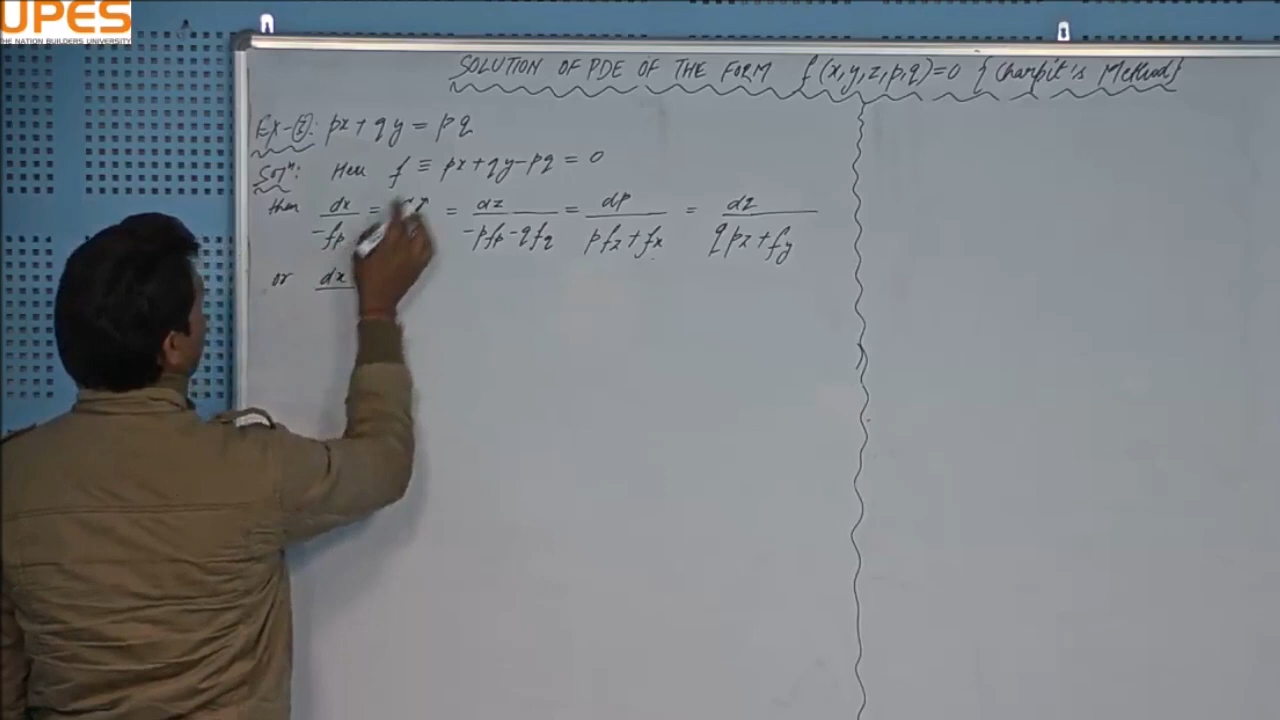 UPES
THE NATION BUILDERS UNIVERSITY
SOLUTION OF PDE OF THE FORM f(x,y,z,p,q)=0 {Charpit's Method}
Ex-②: px+qy=pq
Solⁿ: Here f ≡ px+qy-pq = 0
then dx/-fp = = dz/-pfp-qfq = dp/pfz+fx = dq/qpz+fy
or dx